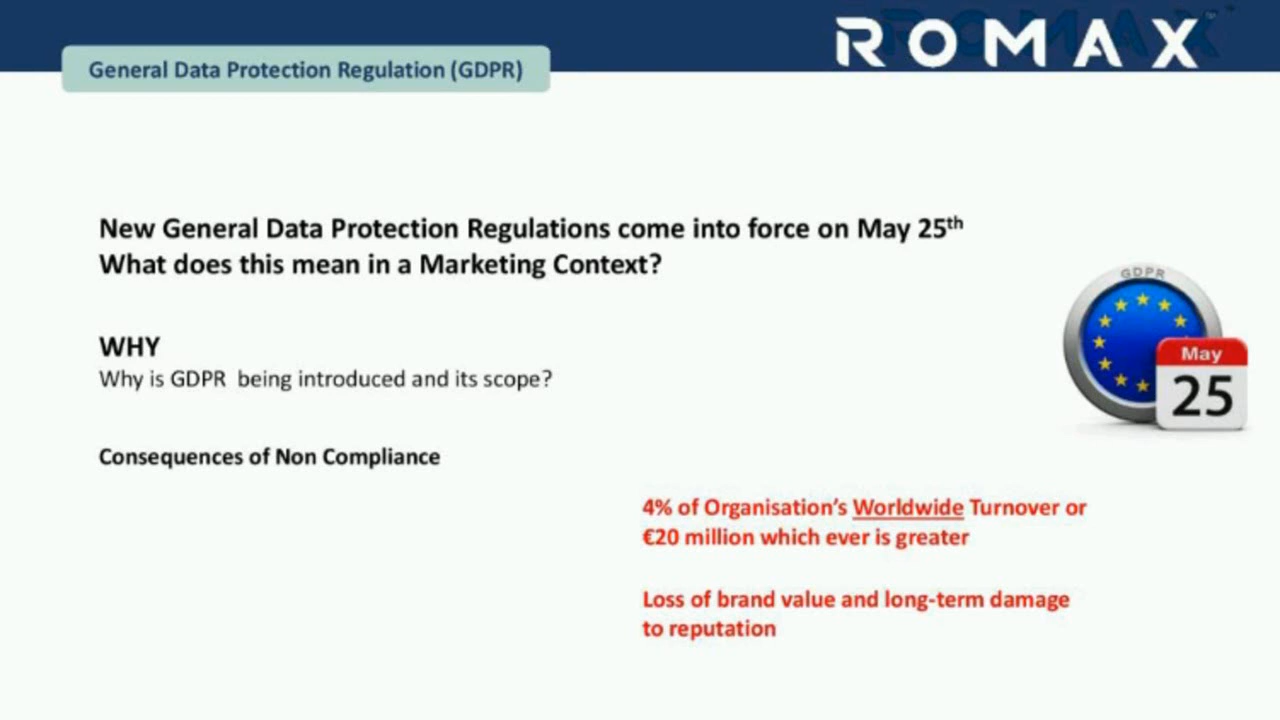 ROMAX
General Data Protection Regulation (GDPR)
New General Data Protection Regulations come into force on May 25th
What does this mean in a Marketing Context?
GDPR
WHY
May
Why is GDPR being introduced and its scope?
25
Consequences of Non Compliance
4% of Organisation's Worldwide Turnover or
€20 million which ever is greater
Loss of brand value and long-term damage
to reputation